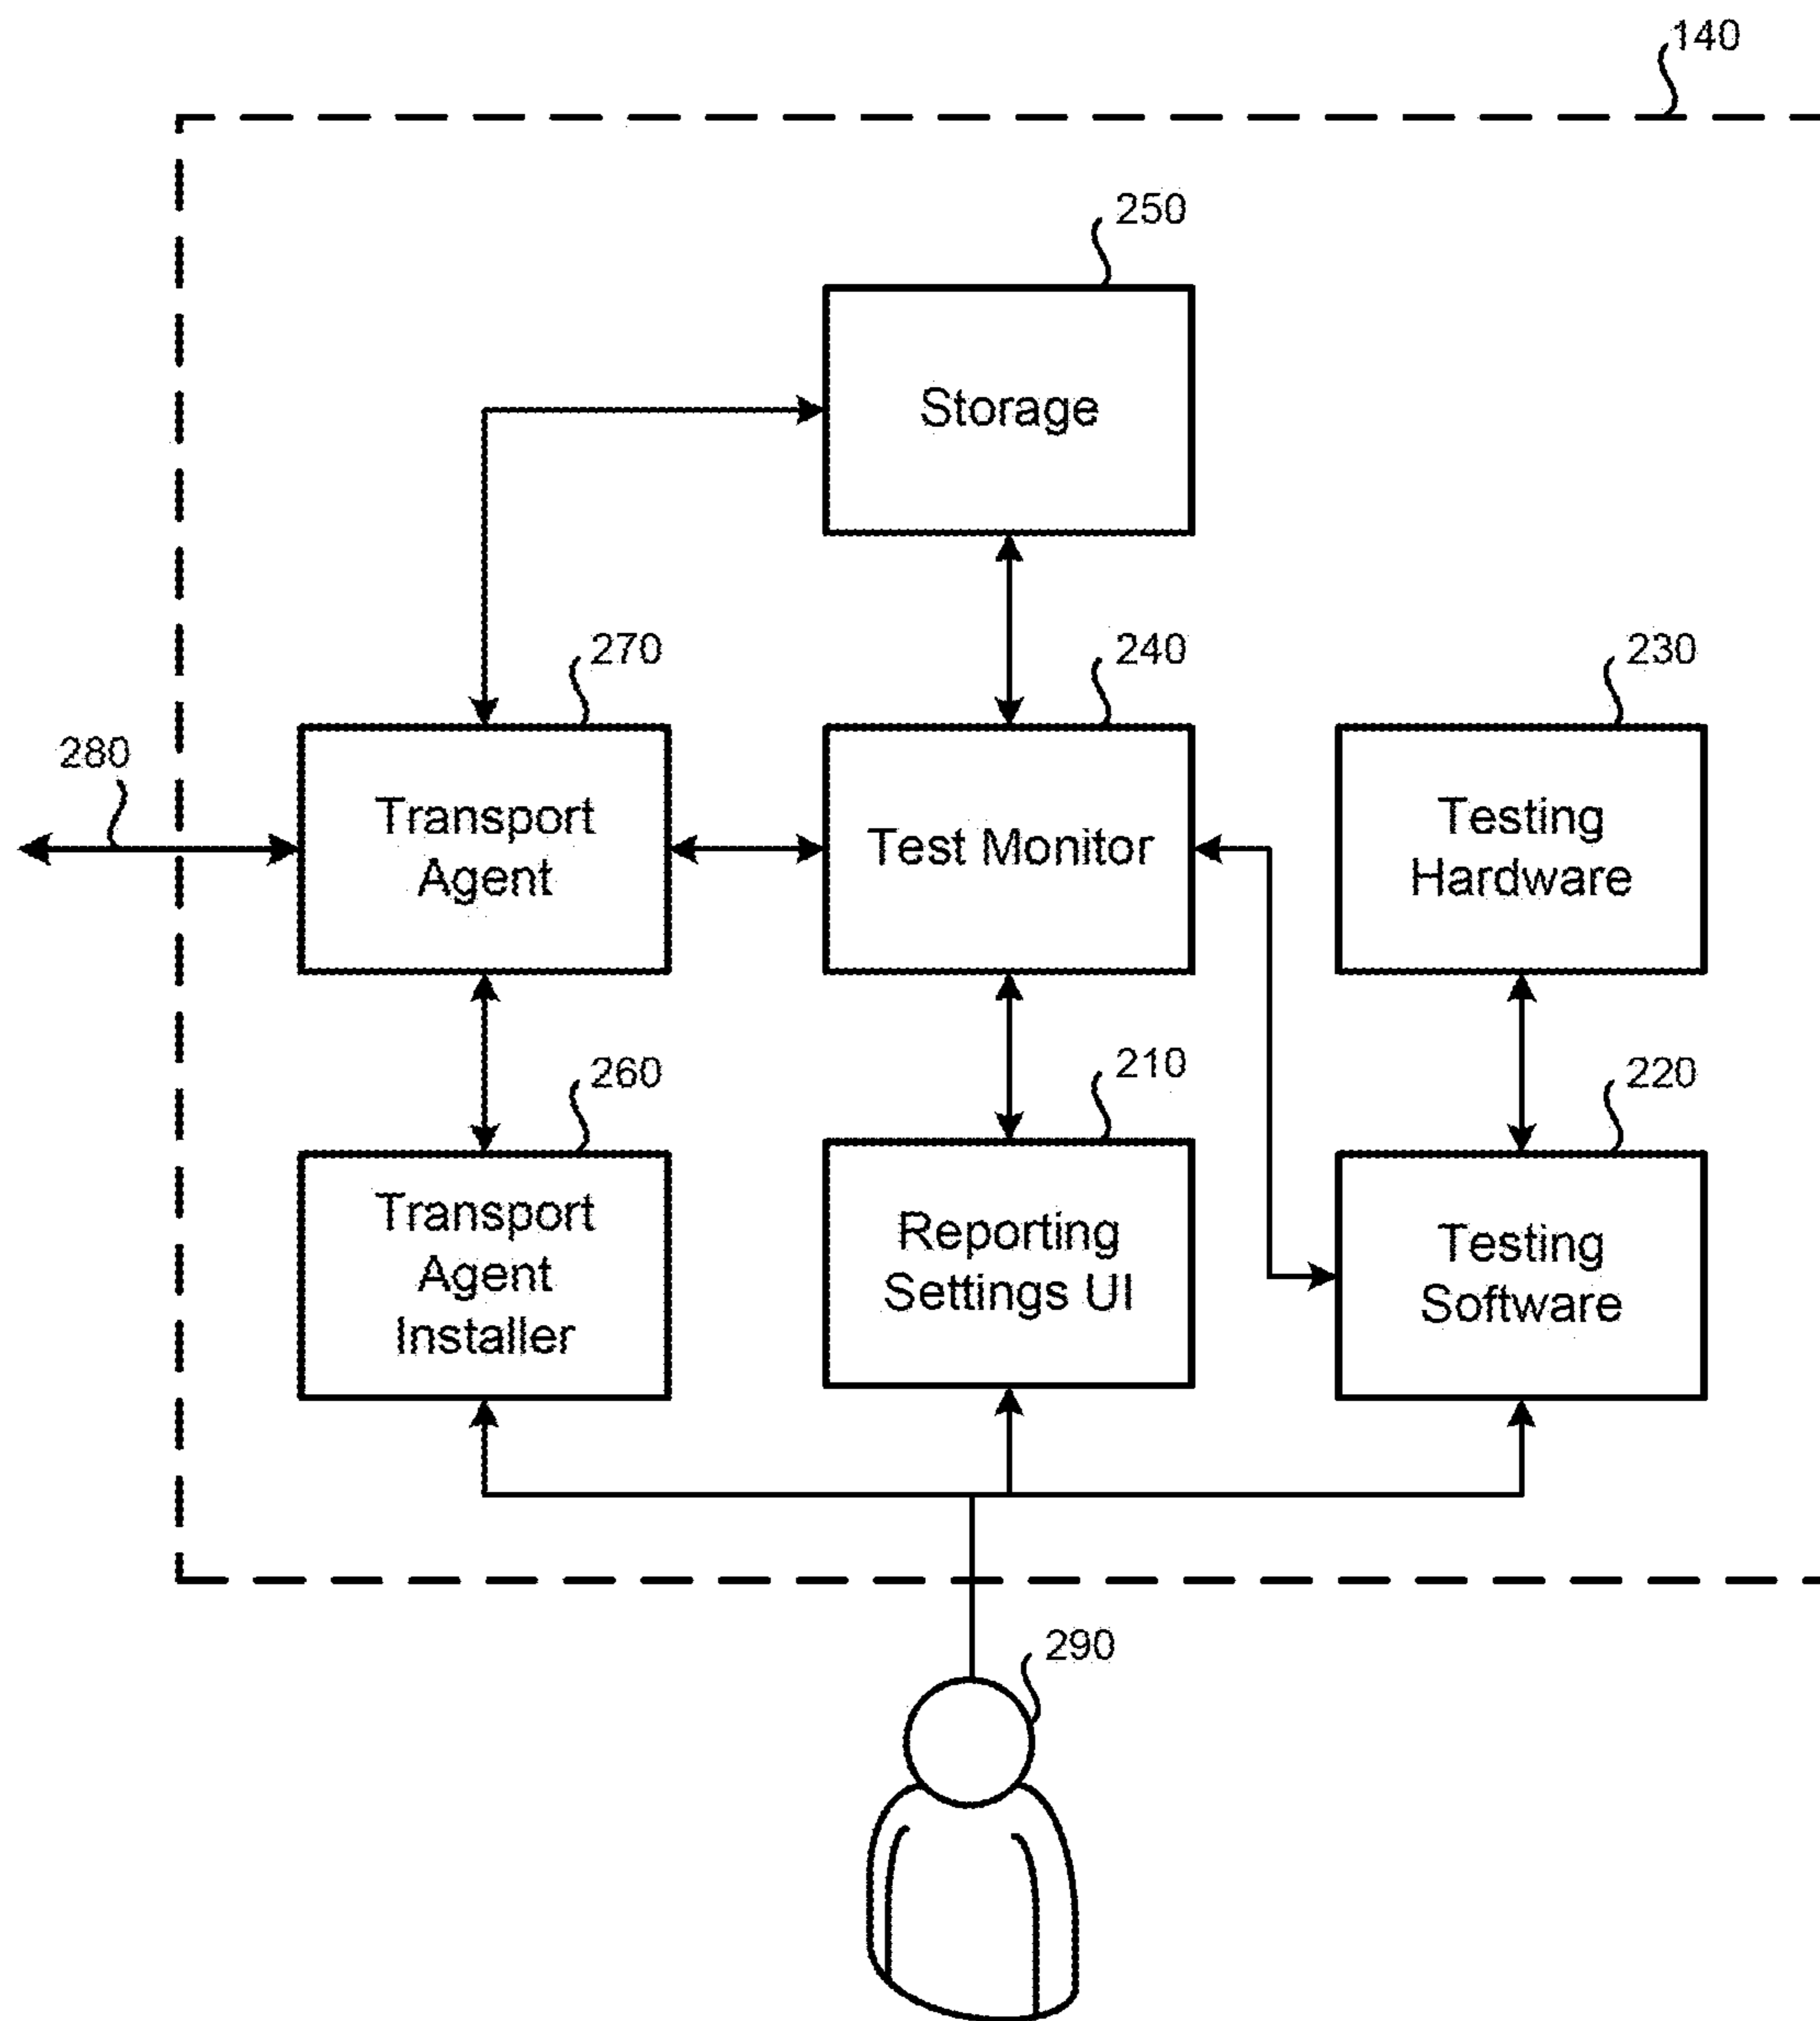 140
250
Storage
270
240
230
280
Transport
Agent
Test Monitor
Testing
Hardware
260
210
220
Transport
Agent
Installer
Reporting
Settings UI
Testing
Software
290